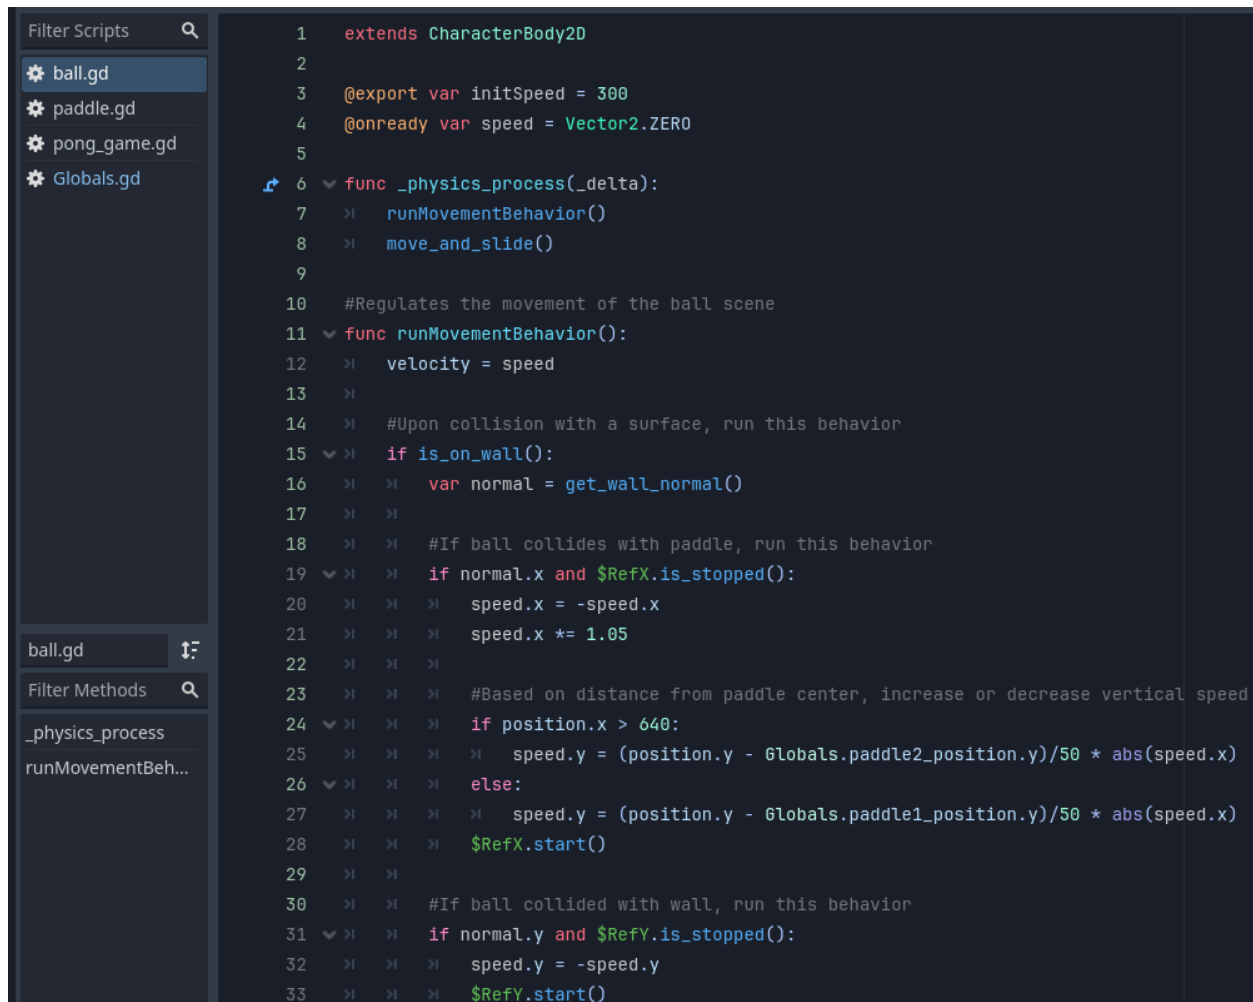 Filter Scripts
ball.gd
paddle.gd
pong_game.gd
Globals.gd
ball.gd
Filter Methods
_physics_process
runMovementBeh...
1 extends CharacterBody2D
2
3 @export var initSpeed = 300
4 @onready var speed = Vector2.ZERO
5
6 func _physics_process(_delta):
7 runMovementBehavior()
8 move_and_slide()
9
10 #Regulates the movement of the ball scene
11 func runMovementBehavior():
12 velocity = speed
13
14 #Upon collision with a surface, run this behavior
15 if is_on_wall():
16 var normal = get_wall_normal()
17
18 #If ball collides with paddle, run this behavior
19 if normal.x and $RefX.is_stopped():
20 speed.x = -speed.x
21 speed.x *= 1.05
22
23 #Based on distance from paddle center, increase or decrease vertical speed
24 if position.x > 640:
25 speed.y = (position.y - Globals.paddle2_position.y)/50 * abs(speed.x)
26 else:
27 speed.y = (position.y - Globals.paddle1_position.y)/50 * abs(speed.x)
28 $RefX.start()
29
30 #If ball collided with wall, run this behavior
31 if normal.y and $RefY.is_stopped():
32 speed.y = -speed.y
33 $RefY.start()